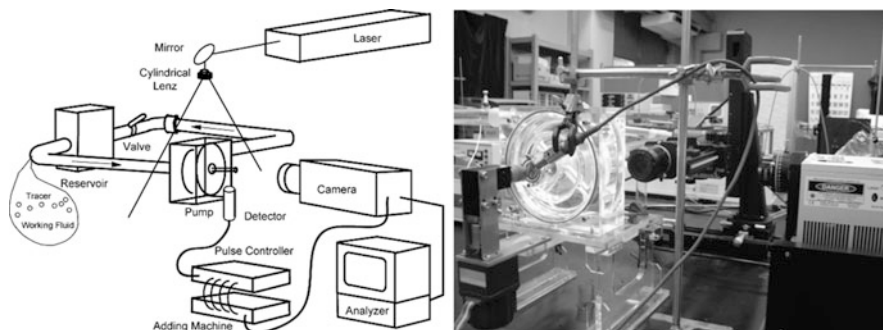 Laser
Mirror
Cylindrical
Lenz
Valve
Reservoir
Tracer
Working Fluid
Pump
Detector
Camera
Pulse Controller
Adding Machine
Analyzer
DANGER